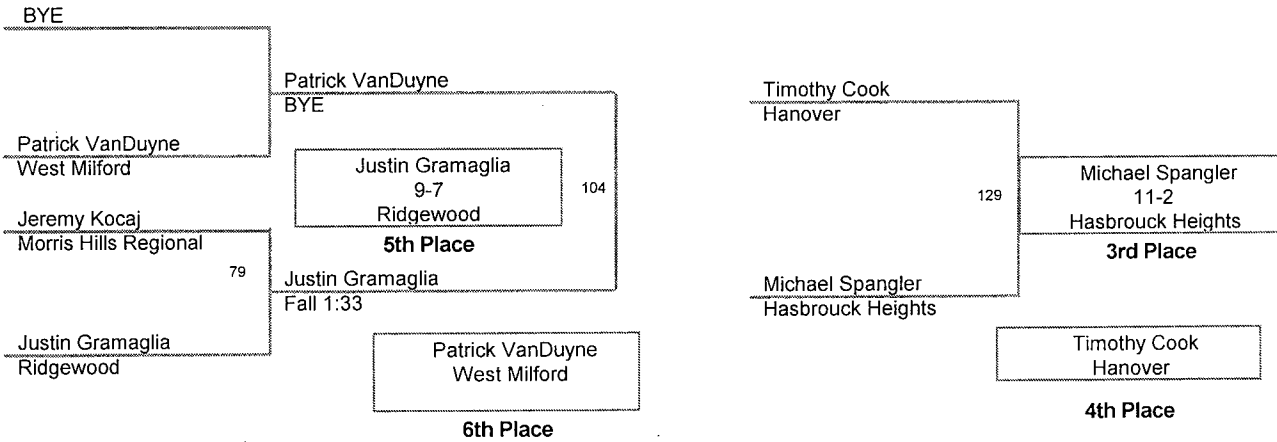 BYE
Patrick VanDuyne
West Milford
Jeremy Kocaj
Morris Hills Regional
79
Justin Gramaglia
Ridgewood
Patrick VanDuyne
BYE
Justin Gramaglia
9-7
Ridgewood
5th Place
104
Justin Gramaglia
Fall 1:33
Patrick VanDuyne
West Milford
6th Place
Timothy Cook
Hanover
129
Michael Spangler
Hasbrouck Heights
Michael Spangler
11-2
Hasbrouck Heights
3rd Place
Timothy Cook
Hanover
4th Place